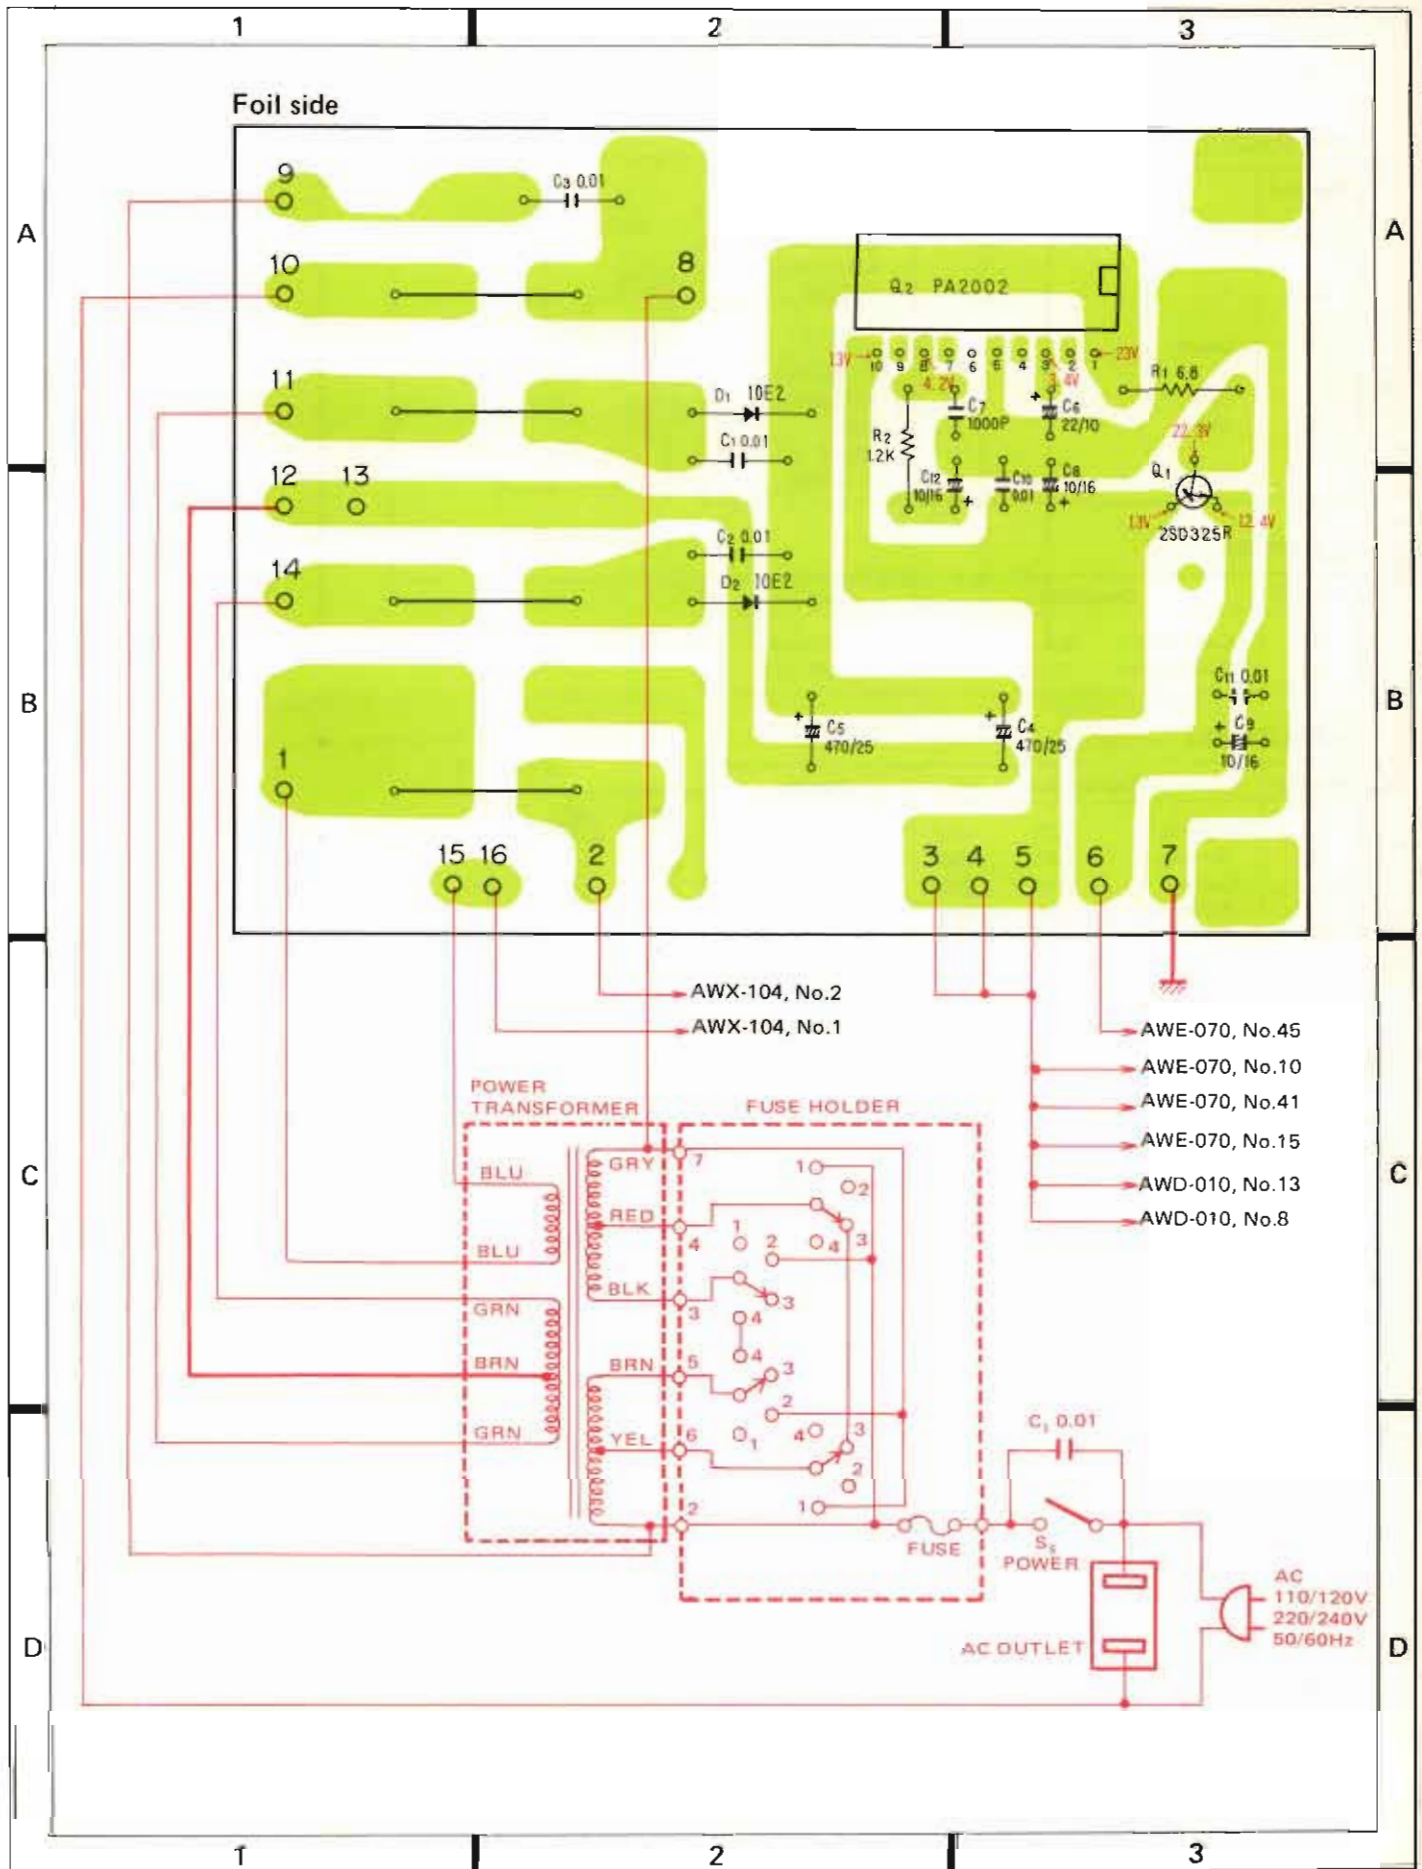 1 2 3
Foil side
A A
9
C3 0.01
10
8
Q2 PA2002
13V 10 9 8 7 6 5 4 3 2 1 23V
4.2V 3.4V
R1 6.8
11
D1 10E2
C7
1000P
C6
22/10
R2
1.2K
22.3V
C1 0.01
12 13
C12
10/16
C10
0.01
C8
10/16
Q1
13V 12.4V
2SD325R
C2 0.01
14
D2 10E2
B B
C11 0.01
C5
470/25
C4
470/25
C9
10/16
1
15 16 2 3 4 5 6 7
AWX-104, No.2
AWX-104, No.1
AWE-070, No.45
AWE-070, No.10
AWE-070, No.41
AWE-070, No.15
AWD-010, No.13
AWD-010, No.8
C C
POWER
TRANSFORMER
FUSE HOLDER
BLU GRY 7 1 2
RED 4 1 2 4 3
BLU
BLK 3 3
GRN 4
4
BRN BRN 5 3
2
GRN YEL 6 1 4 3
2
2 1
C1 0.01
FUSE
S5
POWER
AC OUTLET
AC
110/120V
220/240V
50/60Hz
D D
1 2 3